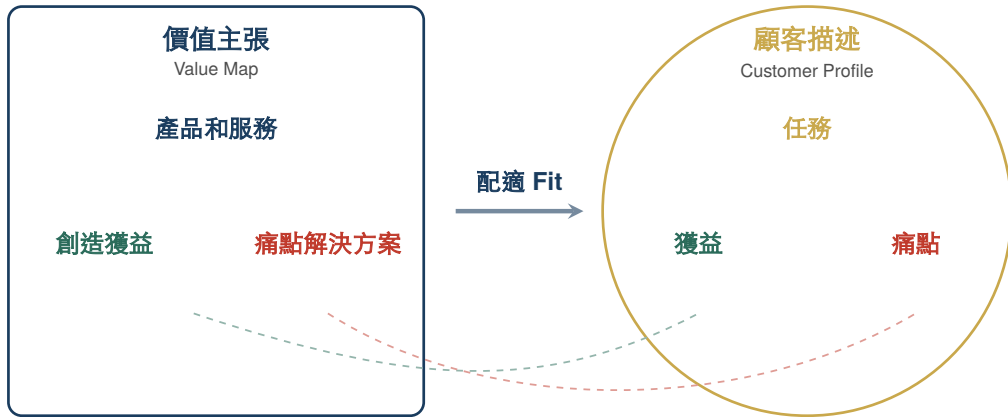 價值主張
Value Map
產品和服務
創造獲益
痛點解決方案
配適 Fit
顧客描述
Customer Profile
任務
獲益
痛點